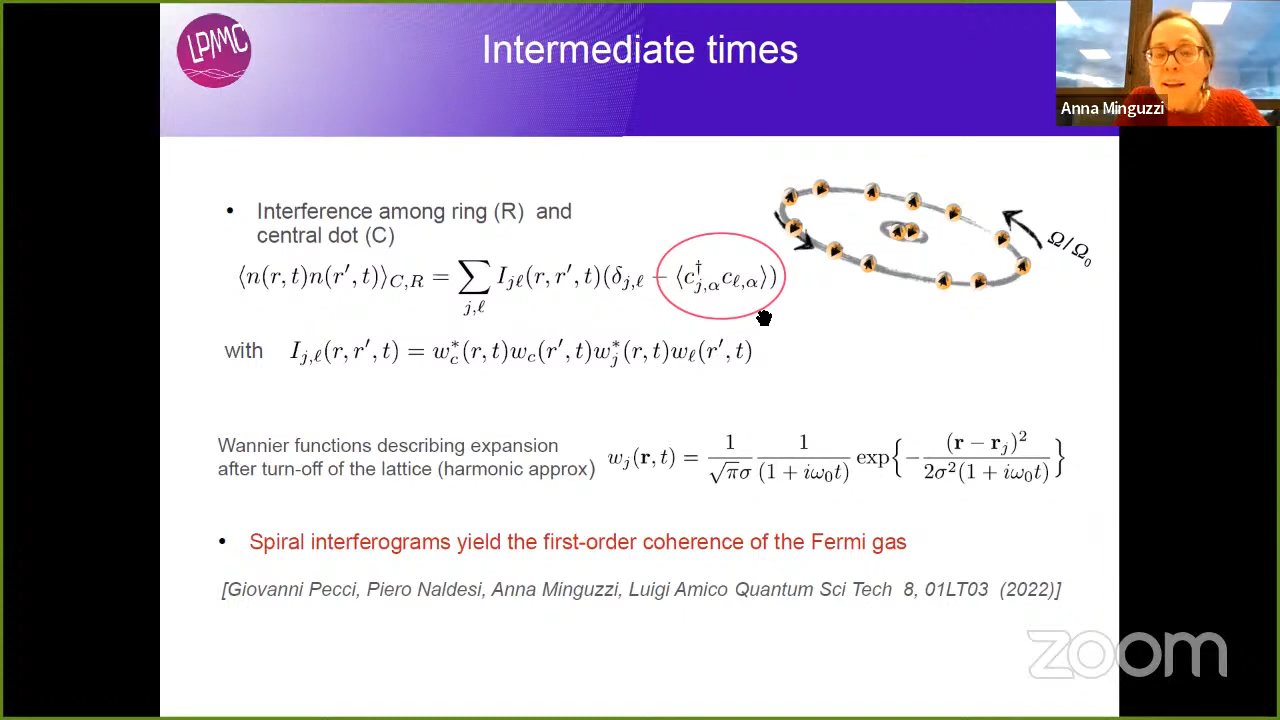 LPMMC
Intermediate times
Anna Minguzzi
• Interference among ring (R) and
central dot (C)
Ω/Ω₀
⟨n(r,t)n(r′,t)⟩_{C,R} = ∑_{j,ℓ} I_{jℓ}(r,r′,t)(δ_{j,ℓ} − ⟨c†_{j,α}c_{ℓ,α}⟩)
with I_{j,ℓ}(r,r′,t) = w*_c(r,t)w_c(r′,t)w*_j(r,t)w_ℓ(r′,t)
Wannier functions describing expansion
after turn-off of the lattice (harmonic approx)
w_j(𝐫,t) = 1/(√πσ) 1/(1 + iω₀t) exp{−(𝐫 − 𝐫_j)²/(2σ²(1 + iω₀t))}
• Spiral interferograms yield the first-order coherence of the Fermi gas
[Giovanni Pecci, Piero Naldesi, Anna Minguzzi, Luigi Amico Quantum Sci Tech 8, 01LT03 (2022)]
zoom